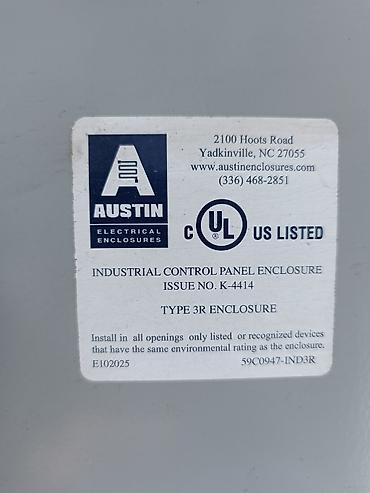 A
AUSTIN
ELECTRICAL
ENCLOSURES
2100 Hoots Road
Yadkinville, NC 27055
www.austinenclosures.com
(336) 468-2851
C UL US LISTED
INDUSTRIAL CONTROL PANEL ENCLOSURE
ISSUE NO. K-4414
TYPE 3R ENCLOSURE
Install in all openings only listed or recognized devices
that have the same environmental rating as the enclosure.
E102025 59C0947-IND3R